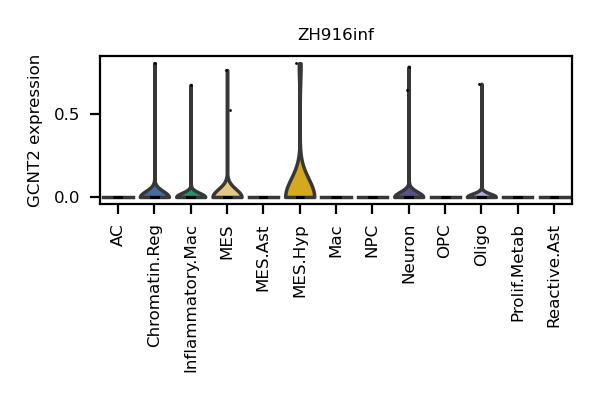 ZH916inf
GCNT2 expression
0.5
0.0
AC
Chromatin.Reg
Inflammatory.Mac
MES
MES.Ast
MES.Hyp
Mac
NPC
Neuron
OPC
Oligo
Prolif.Metab
Reactive.Ast